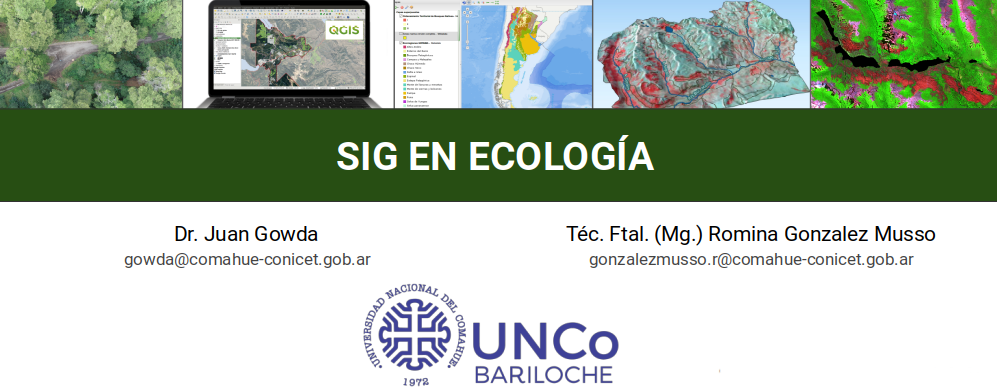 QGIS
SIG EN ECOLOGÍA
Dr. Juan Gowda
gowda@comahue-conicet.gob.ar
Téc. Ftal. (Mg.) Romina Gonzalez Musso
gonzalezmusso.r@comahue-conicet.gob.ar
UNIVERSIDAD NACIONAL DEL COMAHUE
1972
UNCo
BARILOCHE